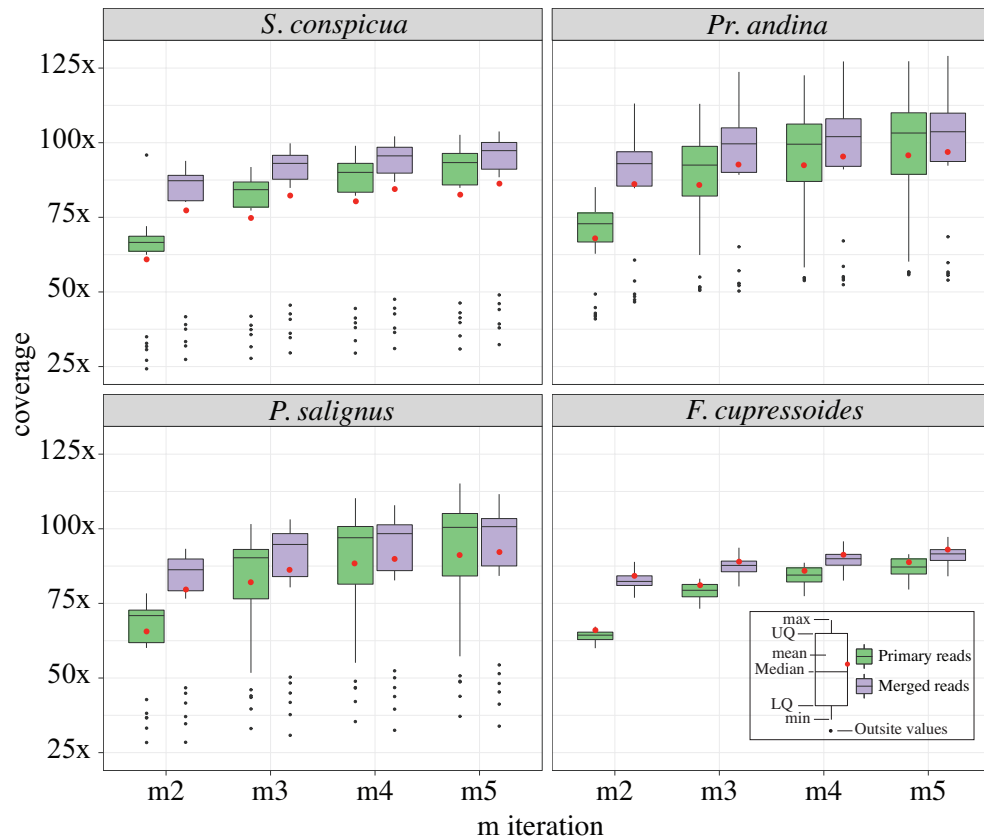 S. conspicua
Pr. andina
125x
100x
75x
50x
25x
coverage
P. salignus
F. cupressoides
125x
100x
75x
50x
25x
max
UQ
mean
Median
LQ
min
Outsite values
Primary reads
Merged reads
m2 m3 m4 m5
m2 m3 m4 m5
m iteration